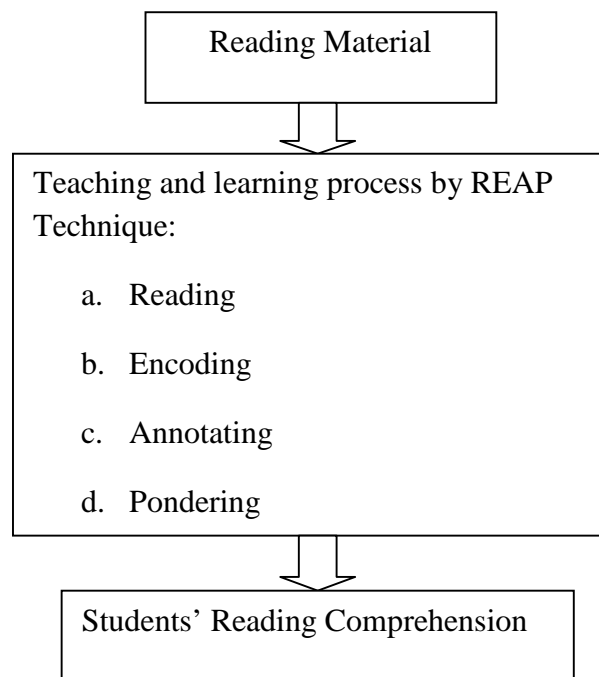 Reading Material
Teaching and learning process by REAP
Technique:
a. Reading
b. Encoding
c. Annotating
d. Pondering
Students’ Reading Comprehension